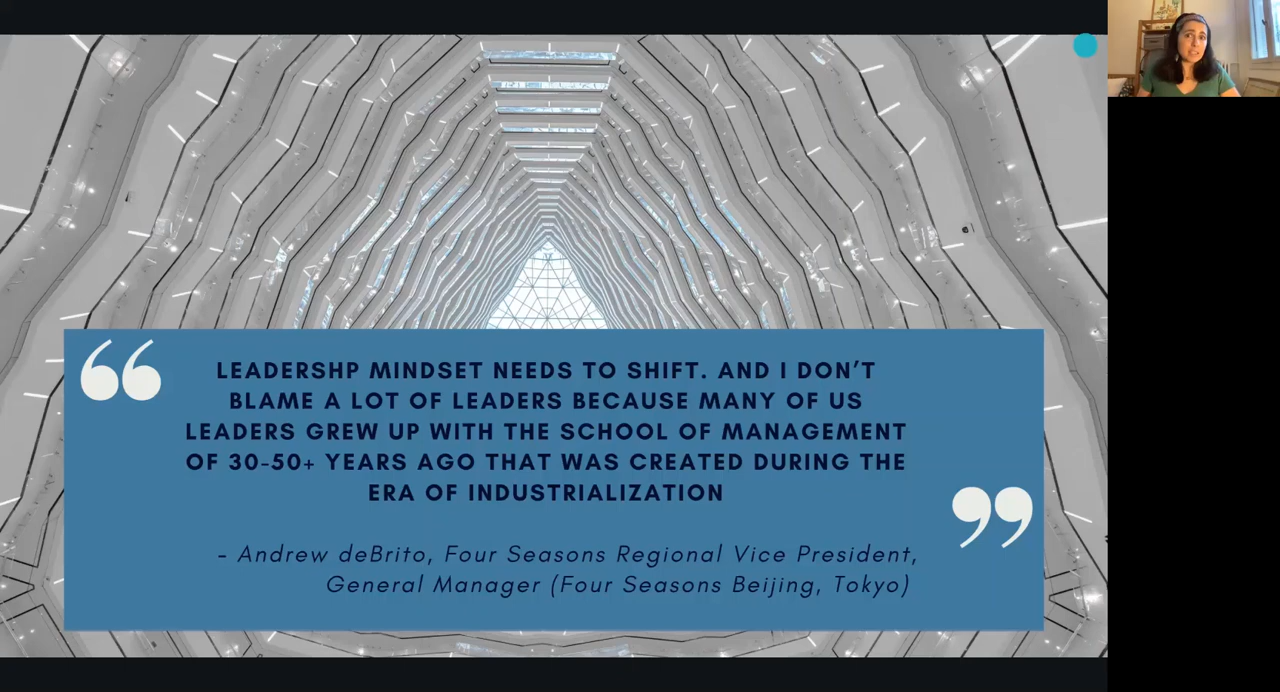 “
LEADERSHP MINDSET NEEDS TO SHIFT. AND I DON’T
BLAME A LOT OF LEADERS BECAUSE MANY OF US
LEADERS GREW UP WITH THE SCHOOL OF MANAGEMENT
OF 30-50+ YEARS AGO THAT WAS CREATED DURING THE
ERA OF INDUSTRIALIZATION
”
- Andrew deBrito, Four Seasons Regional Vice President,
General Manager (Four Seasons Beijing, Tokyo)